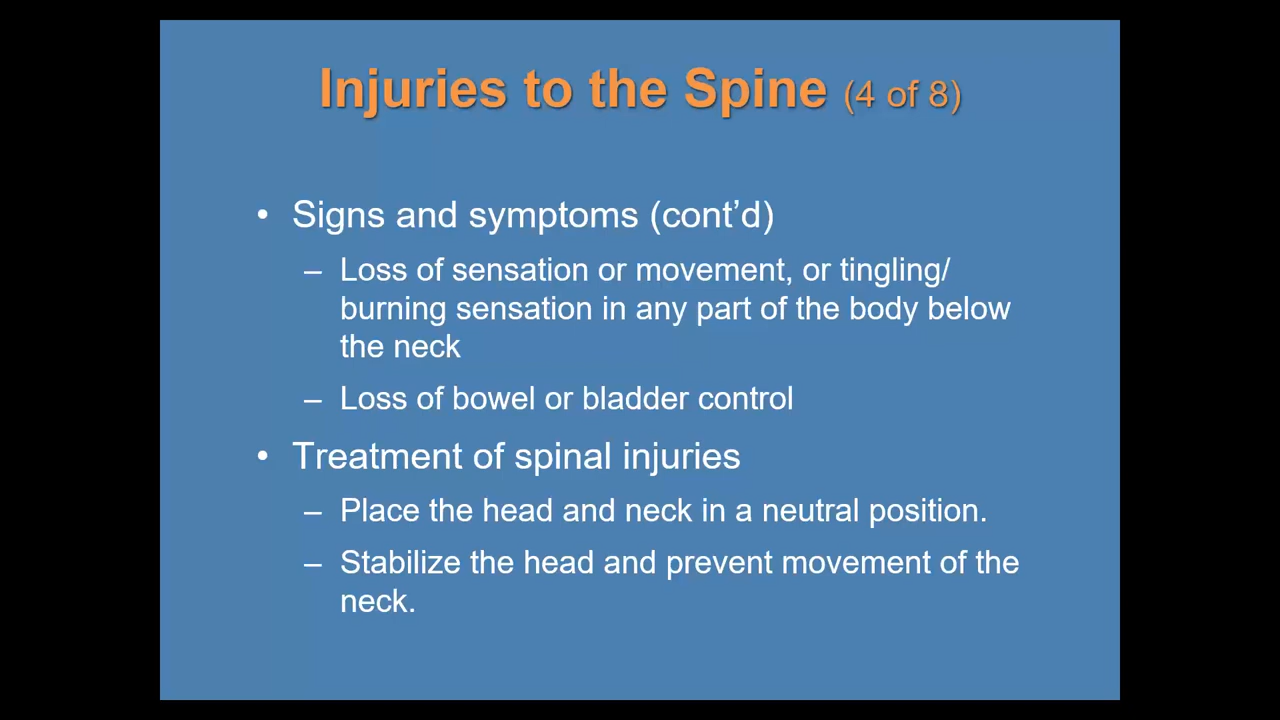 Injuries to the Spine (4 of 8)
• Signs and symptoms (cont’d)
– Loss of sensation or movement, or tingling/
burning sensation in any part of the body below
the neck
– Loss of bowel or bladder control
• Treatment of spinal injuries
– Place the head and neck in a neutral position.
– Stabilize the head and prevent movement of the
neck.